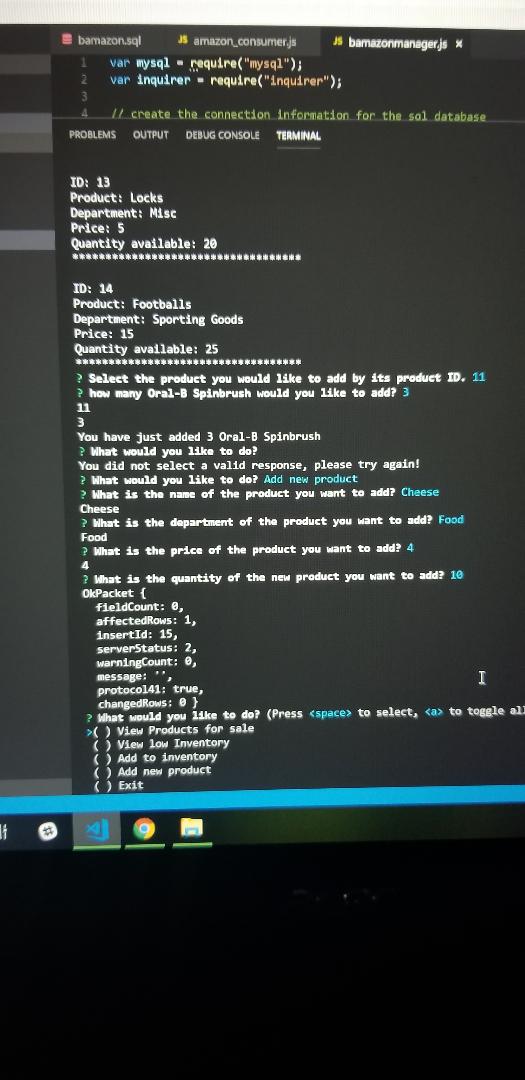 bamazon.sql JS amazon_consumer.js JS bamazonmanager.js ×
1 var mysql = require("mysql");
2 var inquirer = require("inquirer");
3
4 // create the connection information for the sql database
PROBLEMS OUTPUT DEBUG CONSOLE TERMINAL
ID: 13
Product: Locks
Department: Misc
Price: 5
Quantity available: 20
***********************************
ID: 14
Product: Footballs
Department: Sporting Goods
Price: 15
Quantity available: 25
***********************************
? Select the product you would like to add by its product ID. 11
? how many Oral-B Spinbrush would you like to add? 3
11
3
You have just added 3 Oral-B Spinbrush
? What would you like to do?
You did not select a valid response, please try again!
? What would you like to do? Add new product
? What is the name of the product you want to add? Cheese
Cheese
? What is the department of the product you want to add? Food
Food
? What is the price of the product you want to add? 4
4
? What is the quantity of the new product you want to add? 10
OkPacket {
fieldCount: 0,
affectedRows: 1,
insertId: 15,
serverStatus: 2,
warningCount: 0,
message: '',
protocol41: true,
changedRows: 0 }
? What would you like to do? (Press <space> to select, <a> to toggle all
>( ) View Products for sale
( ) View low Inventory
( ) Add to inventory
( ) Add new product
( ) Exit